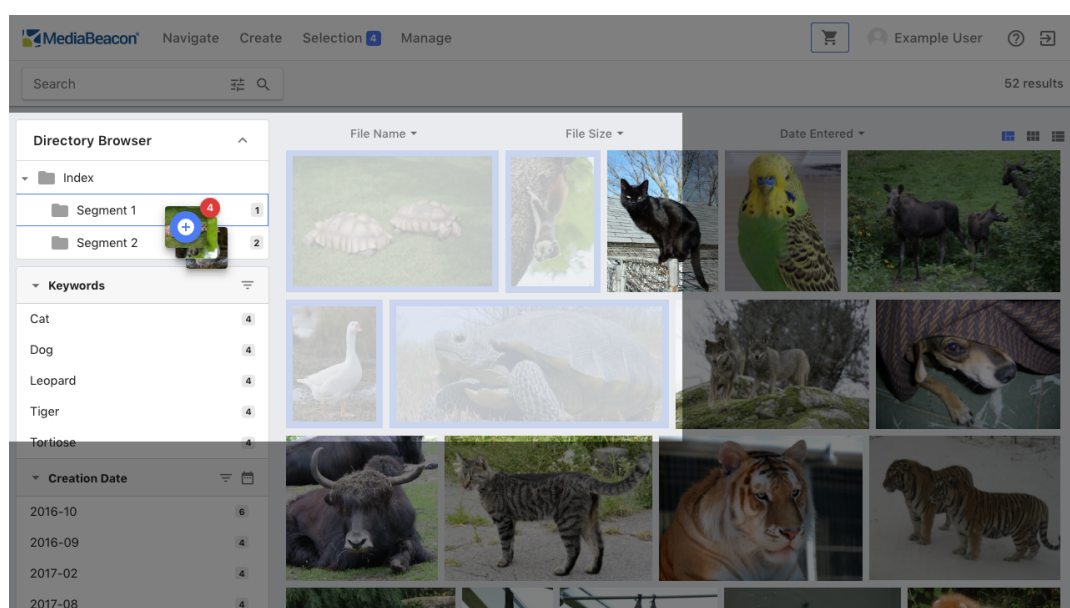 MediaBeacon Navigate Create Selection 4 Manage Example User
Search 52 results
Directory Browser
Index
Segment 1 1
4
Segment 2 2
Keywords
Cat 4
Dog 4
Leopard 4
Tiger 4
Tortiose 4
Creation Date
2016-10 6
2016-09 4
2017-02 4
2017-08 4
File Name File Size Date Entered